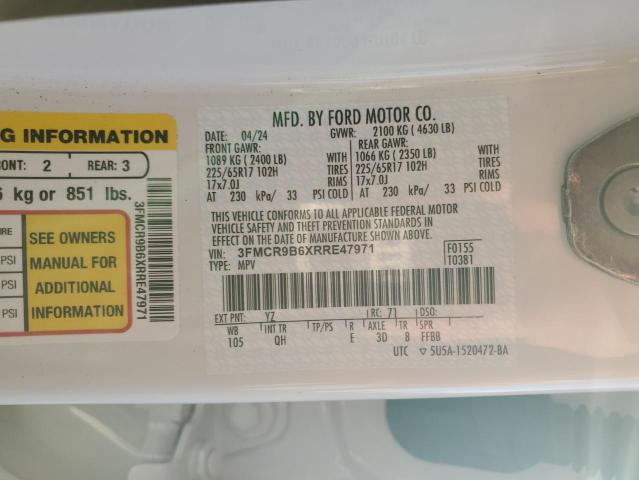 G INFORMATION
ONT: 2 REAR: 3
kg or 851 lbs.
SEE OWNERS
MANUAL FOR
ADDITIONAL
INFORMATION
PSI
PSI
PSI
3FMCR9B6XRRE47971
MFD. BY FORD MOTOR CO.
DATE: 04/24 GVWR: 2100 KG ( 4630 LB)
FRONT GAWR: REAR GAWR:
1089 KG ( 2400 LB) 1066 KG ( 2350 LB)
225/65R17 102H TIRES 225/65R17 102H TIRES
17x7.0J RIMS 17x7.0J RIMS
AT 230 kPa/ 33 PSI COLD AT 230 kPa/ 33 PSI COLD
THIS VEHICLE CONFORMS TO ALL APPLICABLE FEDERAL MOTOR
VEHICLE SAFETY AND THEFT PREVENTION STANDARDS IN
EFFECT ON THE DATE OF MANUFACTURE SHOWN ABOVE.
VIN: 3FMCR9B6XRRE47971 F0155
TYPE: MPV T0381
EXT PNT: YZ RC: 71 DSO:
WB INT TR TP/PS R AXLE TR SPR
105 QH E 3D 8 FFBB
UTC ▽ 5U5A-1520472-BA